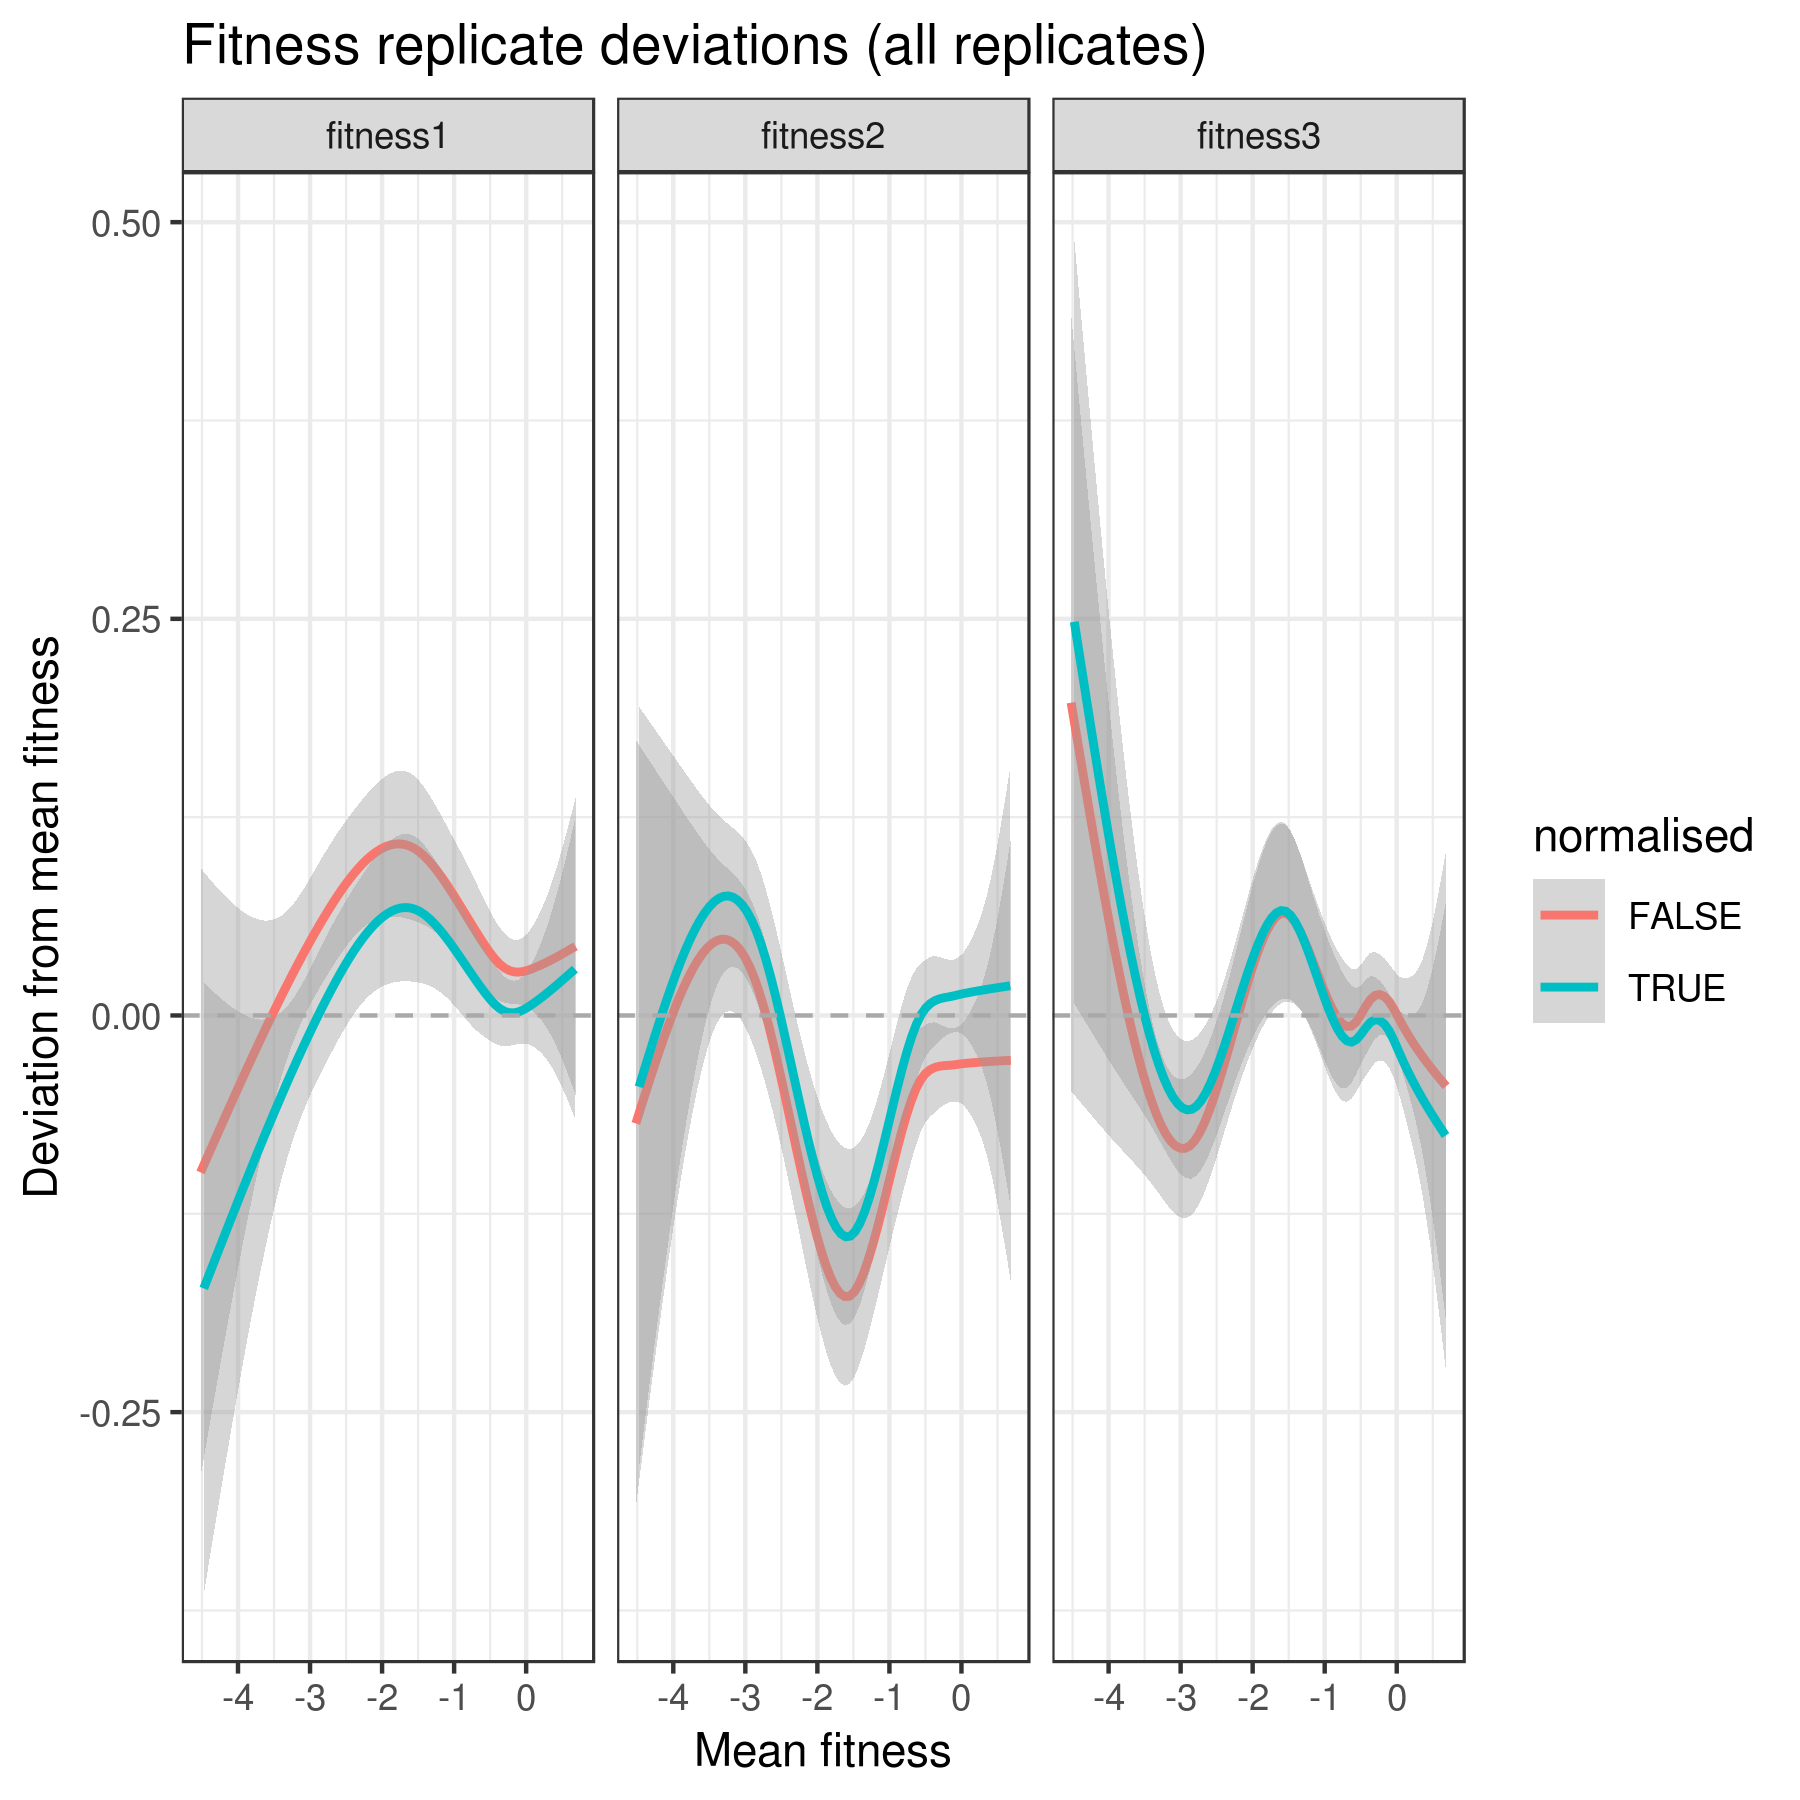 Fitness replicate deviations (all replicates)
fitness1 fitness2 fitness3
0.50
0.25
0.00
-0.25
Deviation from mean fitness
-4 -3 -2 -1 0 -4 -3 -2 -1 0 -4 -3 -2 -1 0
Mean fitness
normalised
FALSE
TRUE